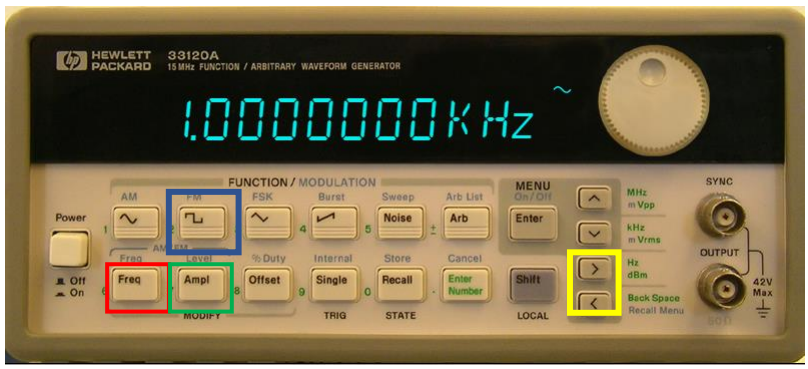 hp HEWLETT PACKARD
33120A
15 MHz FUNCTION / ARBITRARY WAVEFORM GENERATOR
1.0000000KHz
FUNCTION / MODULATION
MENU
SYNC
AM FM FSK Burst Sweep Arb List On/Off
MHz
m Vpp
Power
1 4 5 Noise ± Arb Enter
kHz
m Vrms
AM/FM
Freq Level % Duty Internal Store Cancel
Hz
dBm
OUTPUT
Off
On
Freq Ampl 8 Offset 9 Single 0 Recall . Enter Number Shift
Back Space
Recall Menu
42V
Max
MODIFY TRIG STATE LOCAL
50Ω